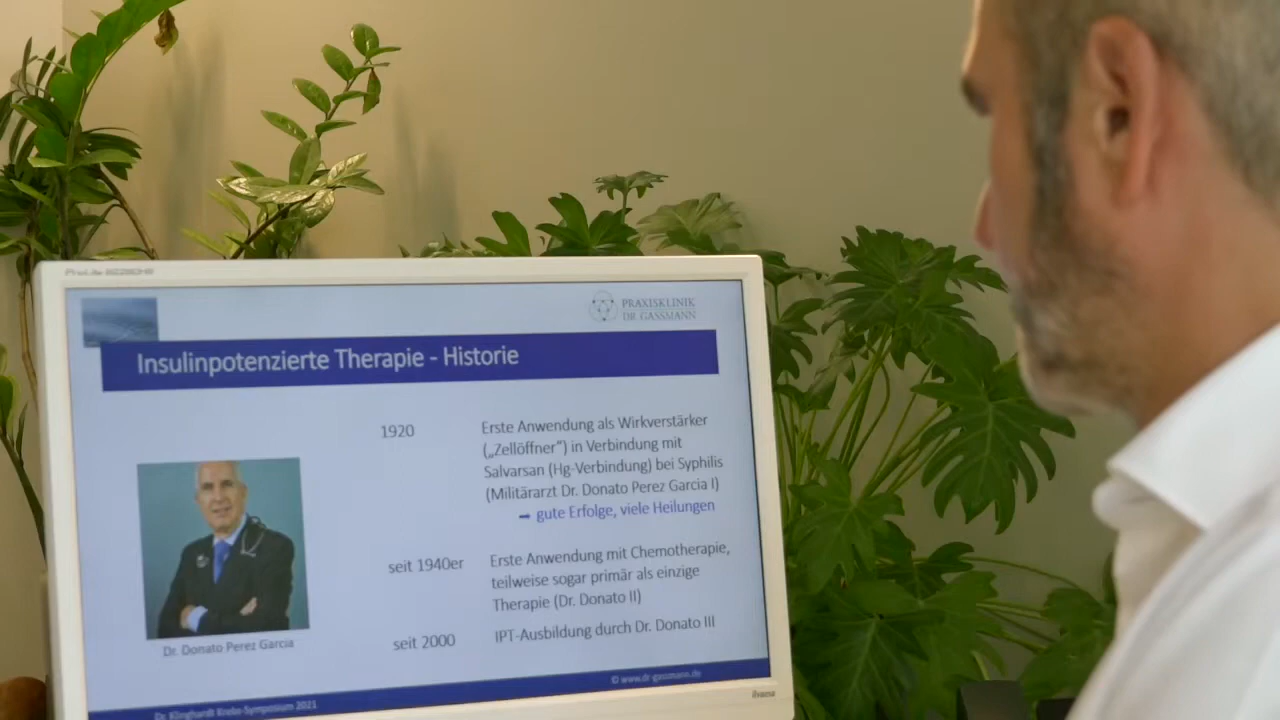 ProLite B2280HS
PRAXISKLINIK
DR GASSMANN
Insulinpotenzierte Therapie - Historie
1920
Erste Anwendung als Wirkverstärker
(„Zellöffner“) in Verbindung mit
Salvarsan (Hg-Verbindung) bei Syphilis
(Militärarzt Dr. Donato Perez Garcia I)
➞ gute Erfolge, viele Heilungen
seit 1940er
Erste Anwendung mit Chemotherapie,
teilweise sogar primär als einzige
Therapie (Dr. Donato II)
seit 2000
IPT-Ausbildung durch Dr. Donato III
Dr. Donato Perez Garcia
© www.dr-gassmann.de
Dr. Klinghardt Krebs-Symposium 2021
iiyama